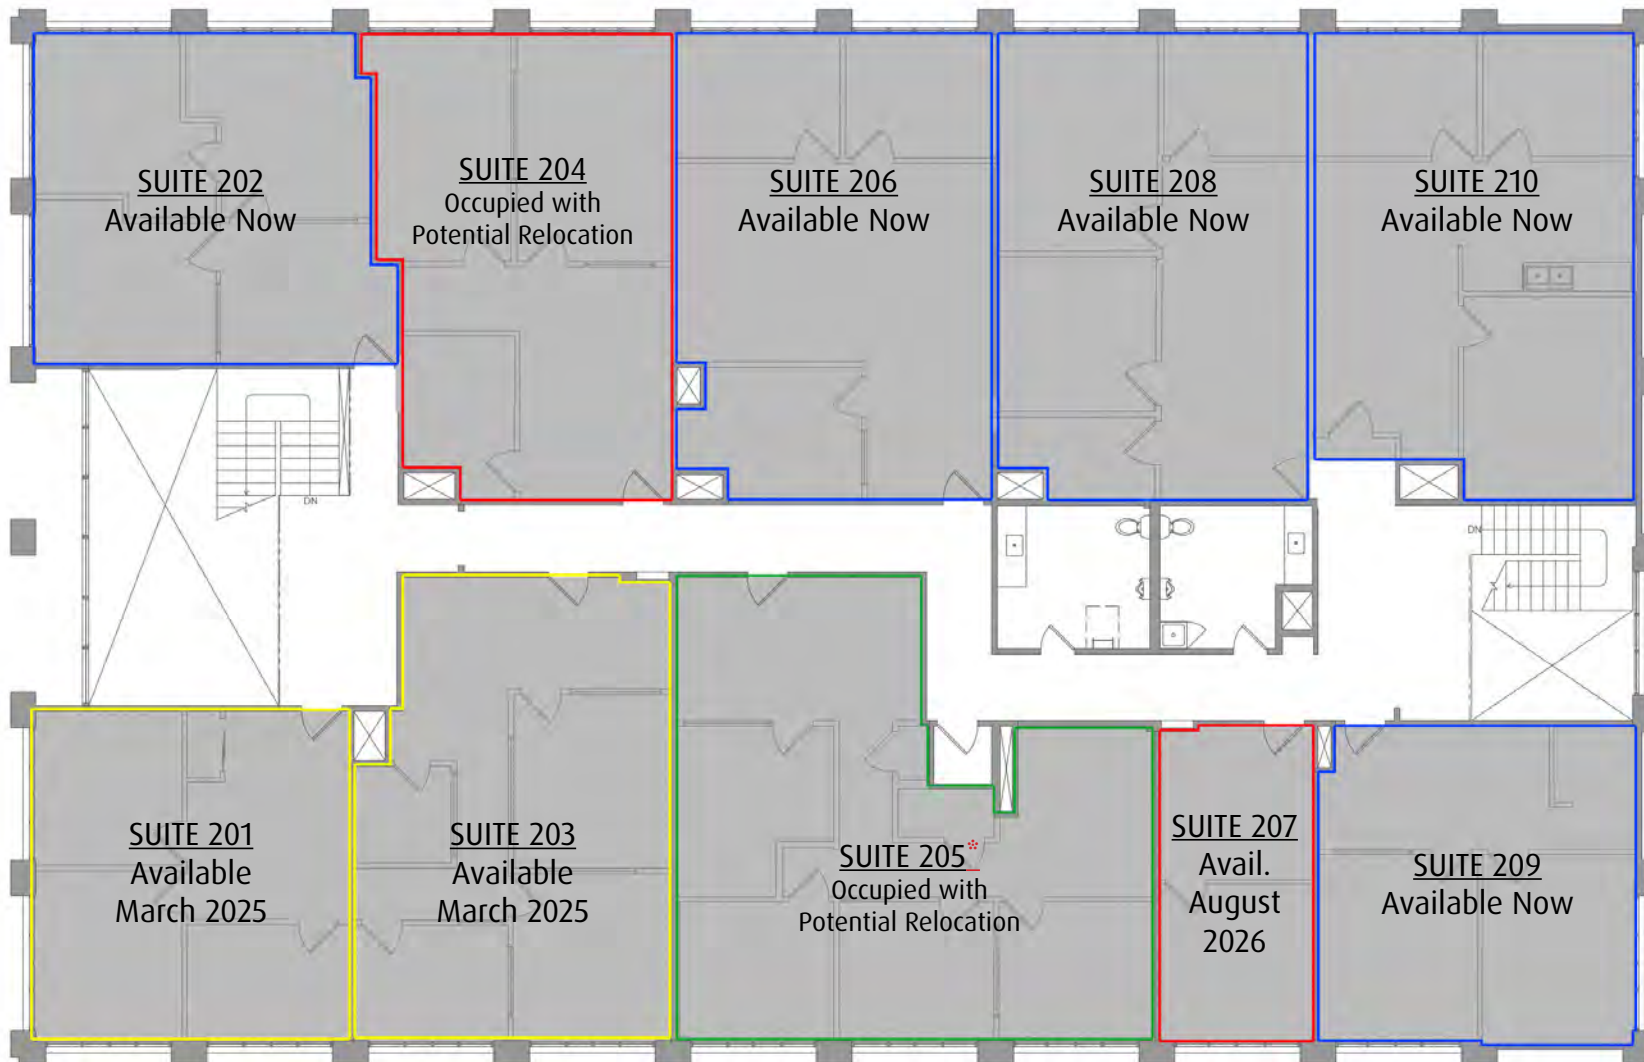 SUITE 202
Available Now
SUITE 204
Occupied with
Potential Relocation
SUITE 206
Available Now
SUITE 208
Available Now
SUITE 210
Available Now
DN
DN
SUITE 201
Available
March 2025
SUITE 203
Available
March 2025
SUITE 205*
Occupied with
Potential Relocation
SUITE 207
Avail.
August
2026
SUITE 209
Available Now